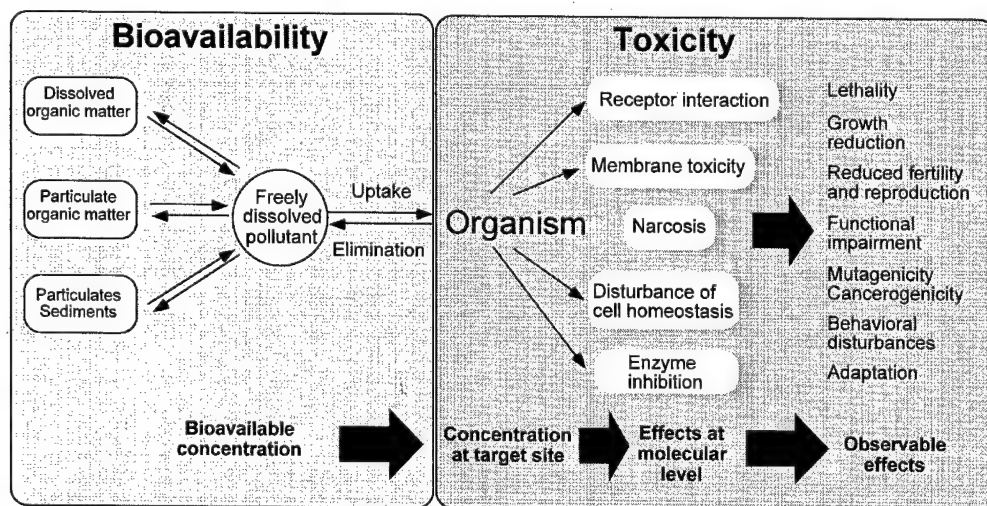 Bioavailability
Dissolved
organic matter
Particulate
organic matter
Particulates
Sediments
Freely
dissolved
pollutant
Uptake
Elimination
Bioavailable
concentration
Toxicity
Organism
Receptor interaction
Membrane toxicity
Narcosis
Disturbance of
cell homeostasis
Enzyme
inhibition
Lethality
Growth
reduction
Reduced fertility
and reproduction
Functional
impairment
Mutagenicity
Cancerogenicity
Behavioral
disturbances
Adaptation
Concentration
at target site
Effects at
molecular
level
Observable
effects